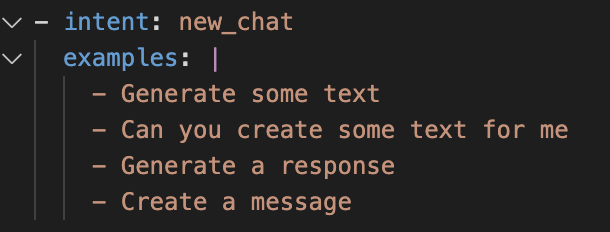 - intent: new_chat
examples: |
- Generate some text
- Can you create some text for me
- Generate a response
- Create a message